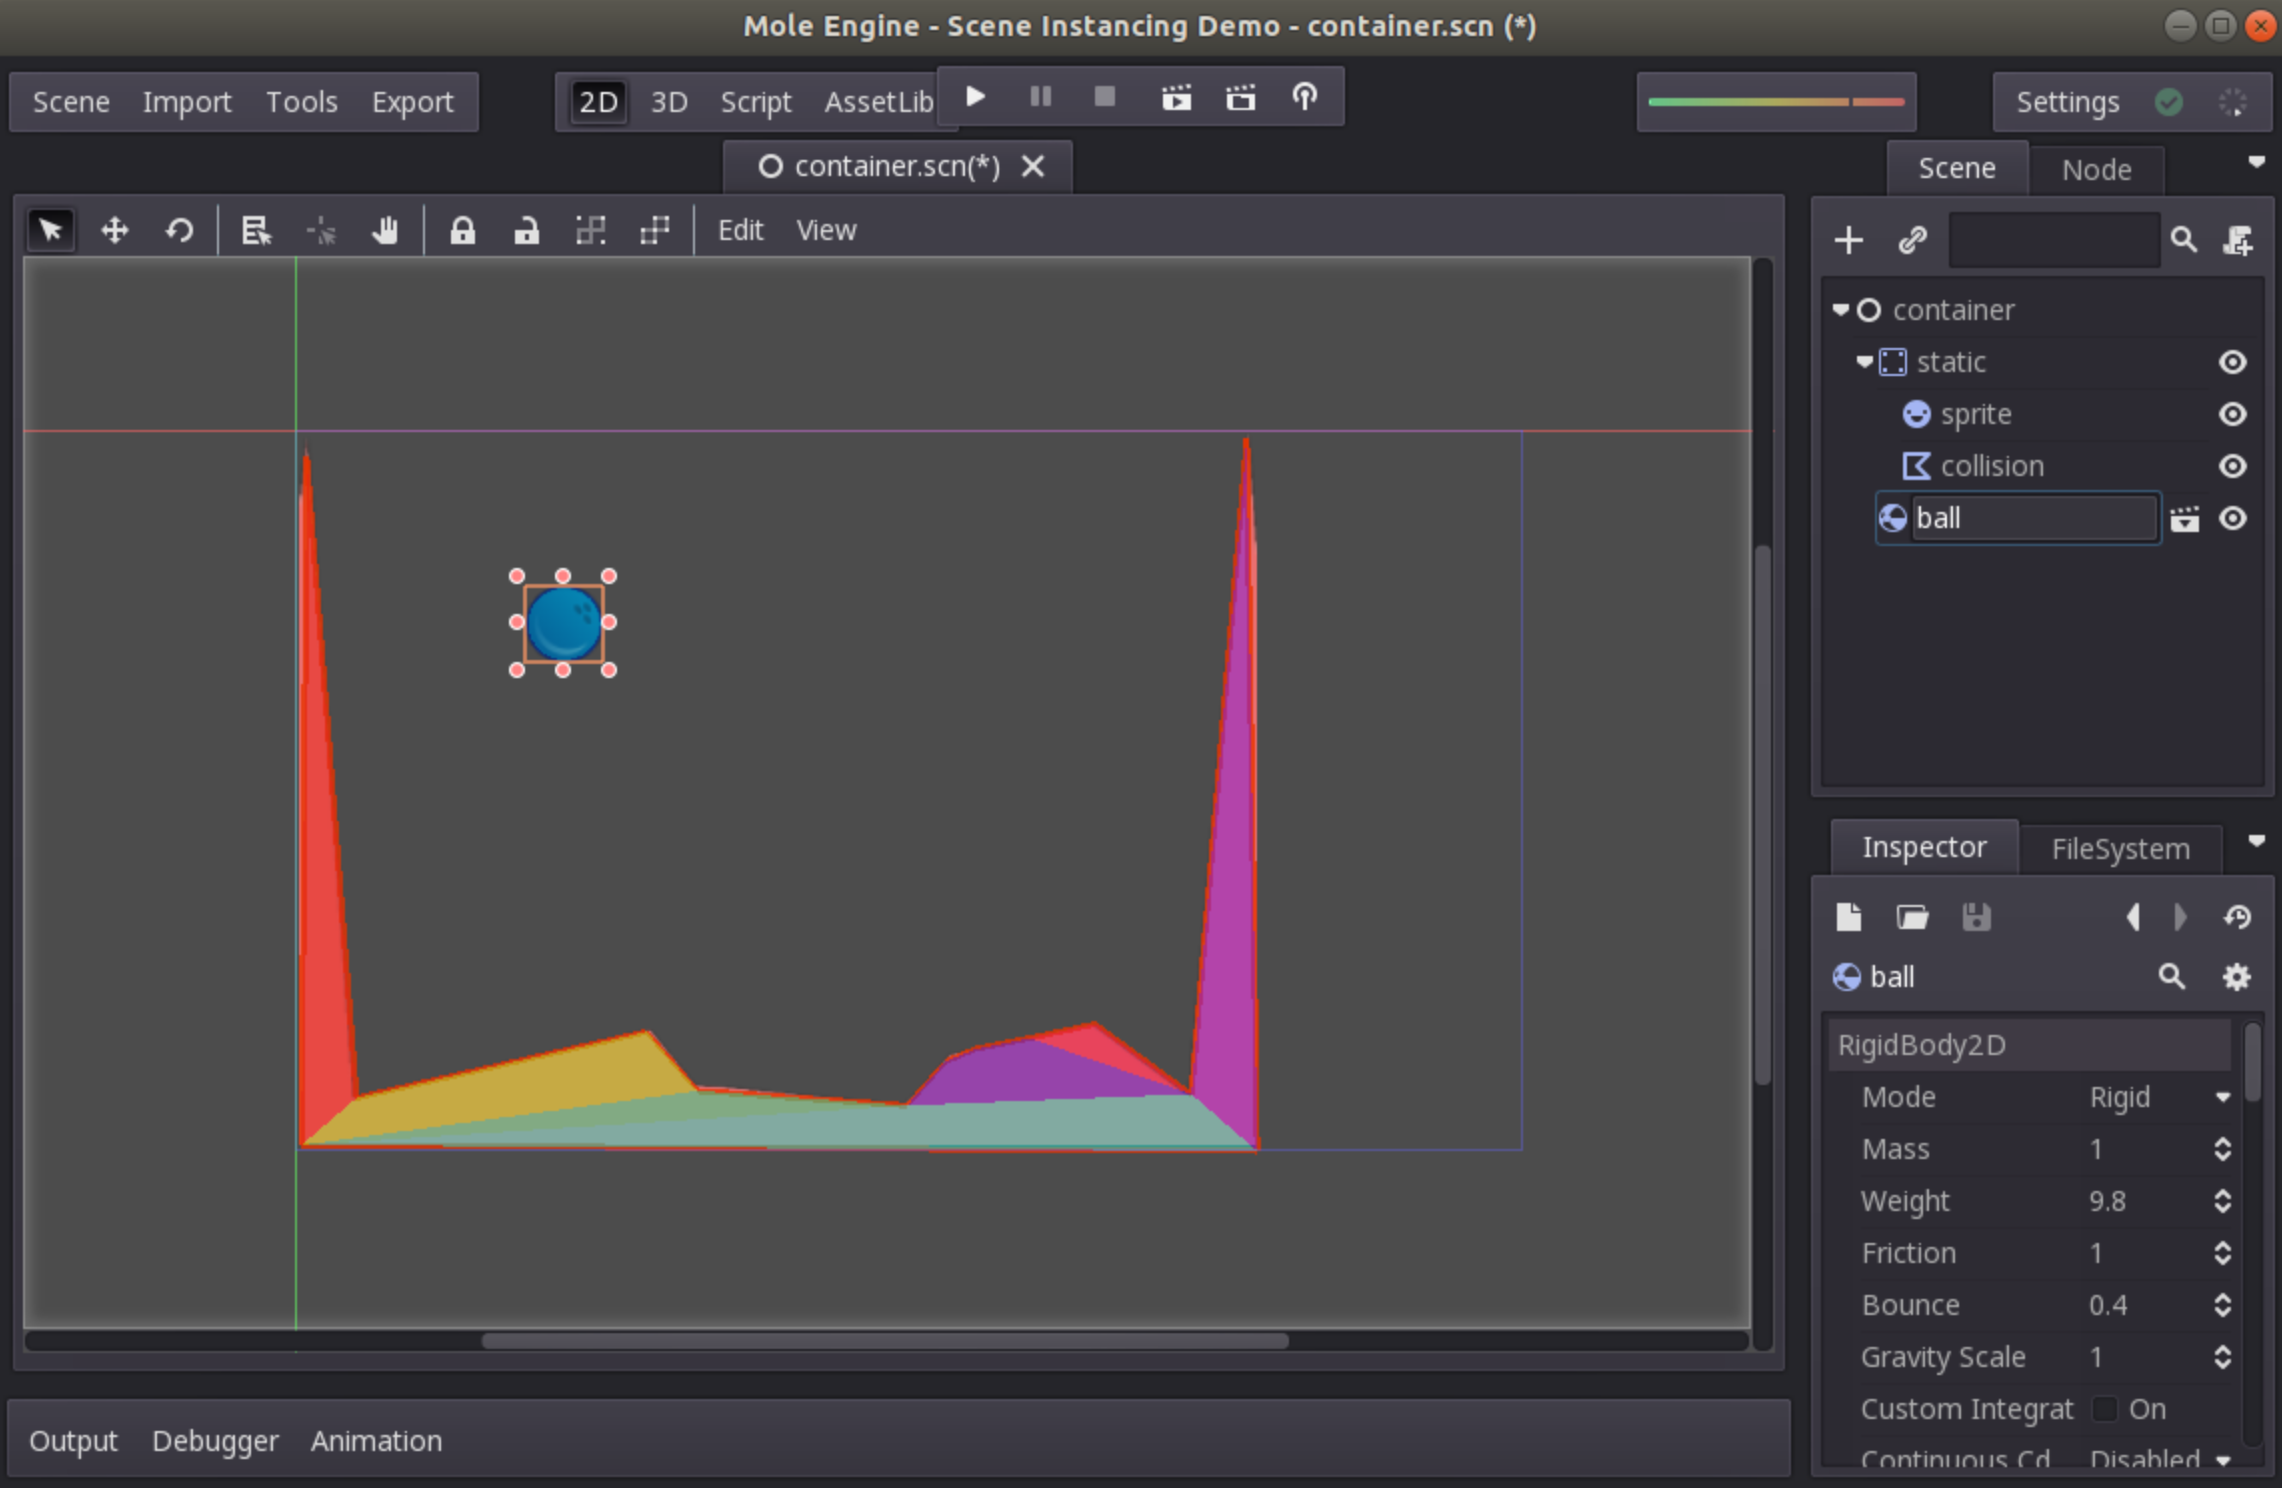 Mole Engine - Scene Instancing Demo - container.scn (*)
Scene Import Tools Export
2D 3D Script AssetLib
Settings
container.scn(*)
Edit View
Scene Node
container
static
sprite
collision
ball
Inspector FileSystem
ball
RigidBody2D
Mode Rigid
Mass 1
Weight 9.8
Friction 1
Bounce 0.4
Gravity Scale 1
Custom Integrat On
Continuous Cd Disabled
Output Debugger Animation